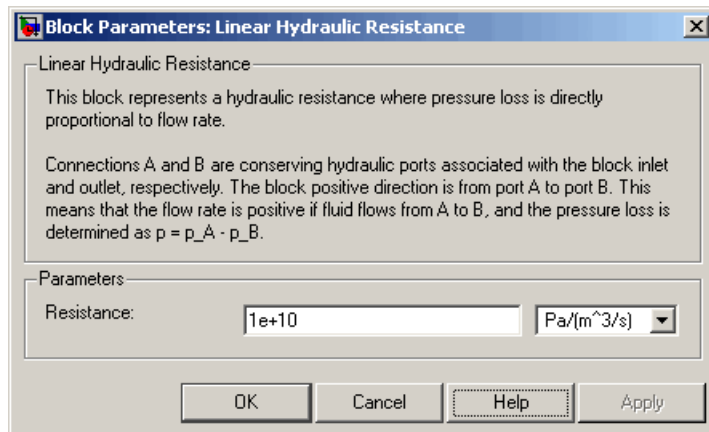 Block Parameters: Linear Hydraulic Resistance
Linear Hydraulic Resistance
This block represents a hydraulic resistance where pressure loss is directly
proportional to flow rate.
Connections A and B are conserving hydraulic ports associated with the block inlet
and outlet, respectively. The block positive direction is from port A to port B. This
means that the flow rate is positive if fluid flows from A to B, and the pressure loss is
determined as p = p_A - p_B.
Parameters
Resistance: 1e+10 Pa/(m^3/s)
OK Cancel Help Apply